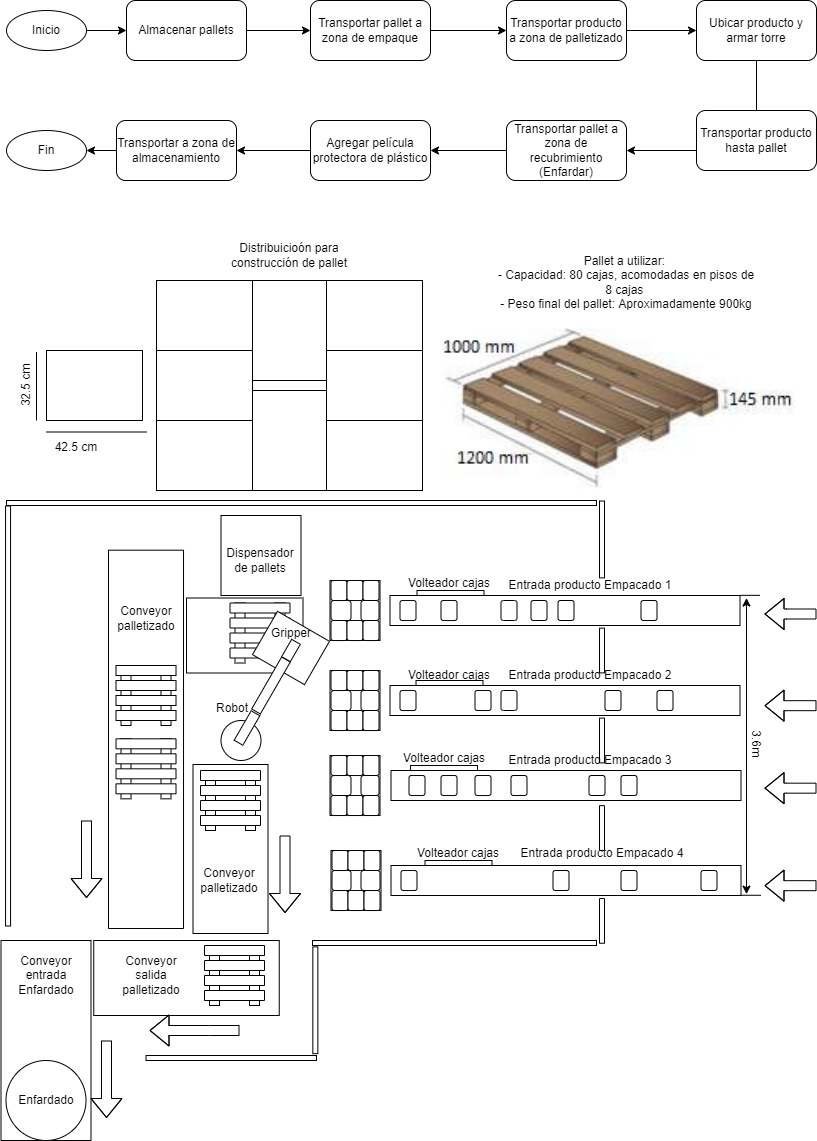 Inicio
Almacenar pallets
Transportar pallet a
zona de empaque
Transportar producto
a zona de palletizado
Ubicar producto y
armar torre
Fin
Transportar a zona de
almacenamiento
Agregar película
protectora de plástico
Transportar pallet a
zona de
recubrimiento
(Enfardar)
Transportar producto
hasta pallet
Distribuicioón para
construcción de pallet
Pallet a utilizar:
- Capacidad: 80 cajas, acomodadas en pisos de
8 cajas
- Peso final del pallet: Aproximadamente 900kg
32.5 cm
42.5 cm
1000 mm
145 mm
1200 mm
Dispensador
de pallets
Conveyor
palletizado
Gripper
Robot
Conveyor
palletizado
Volteador cajas
Entrada producto Empacado 1
Volteador cajas
Entrada producto Empacado 2
Volteador cajas
Entrada producto Empacado 3
Volteador cajas
Entrada producto Empacado 4
3.6m
Conveyor
entrada
Enfardado
Conveyor
salida
palletizado
Enfardado